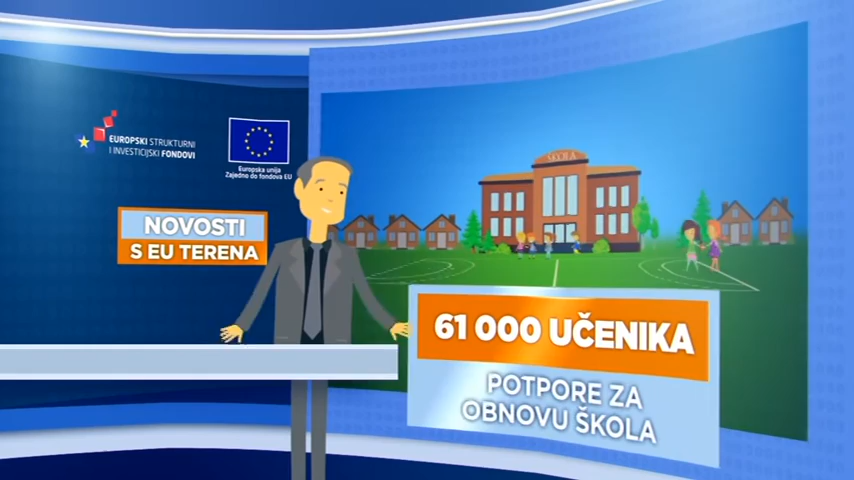 EUROPSKI STRUKTURNI
I INVESTICIJSKI FONDOVI
Europska unija
Zajedno do fondova EU
NOVOSTI
S EU TERENA
ŠKOLA
61 000 UČENIKA
POTPORE ZA
OBNOVU ŠKOLA